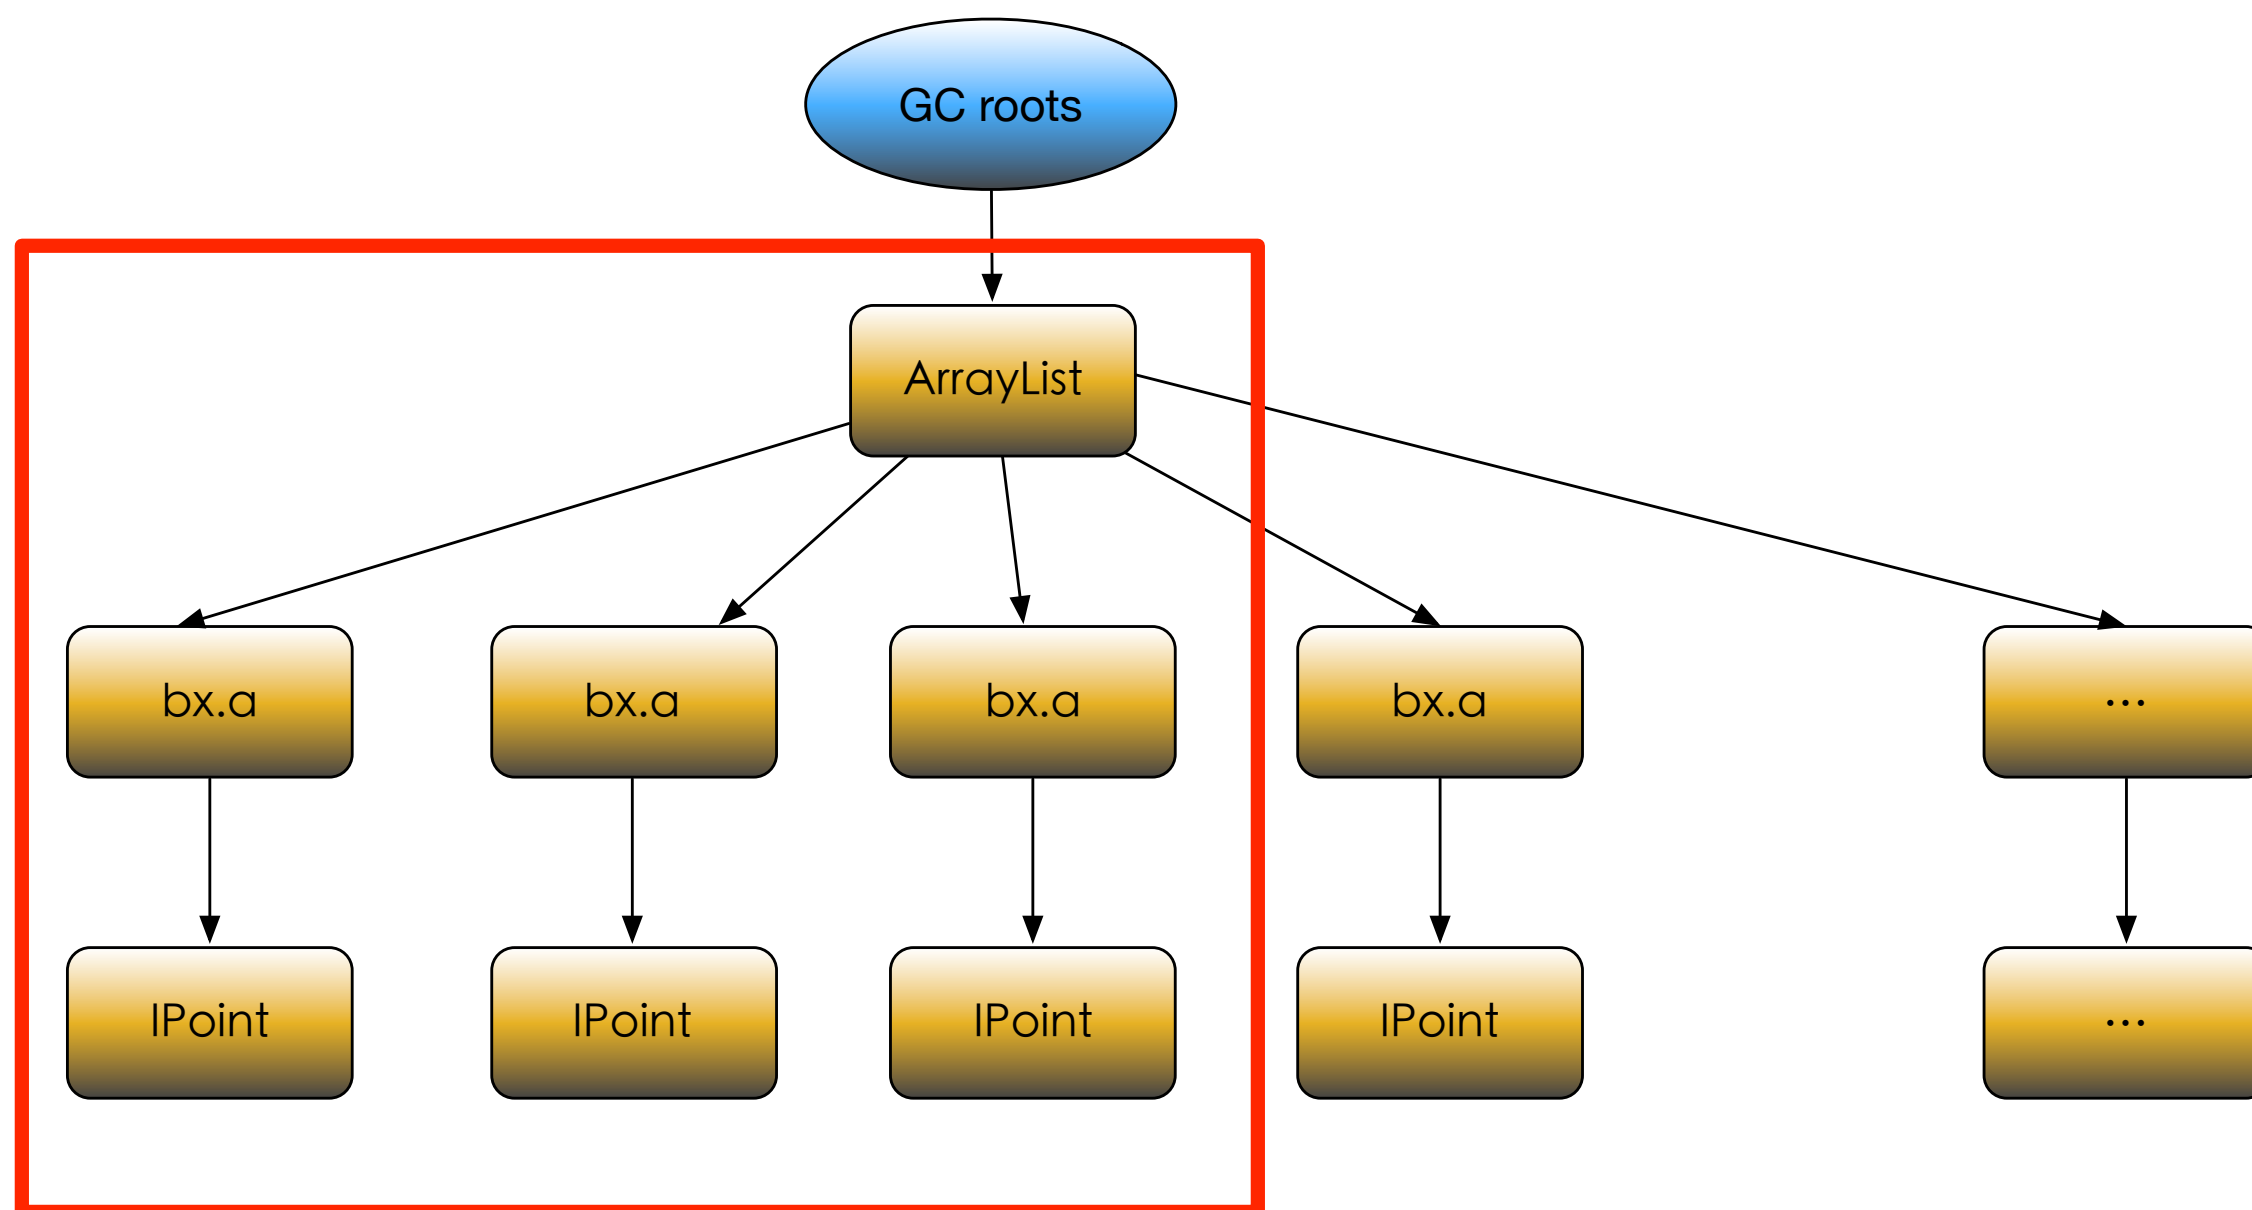 GC roots
ArrayList
bx.a
bx.a
bx.a
bx.a
...
IPoint
IPoint
IPoint
IPoint
...